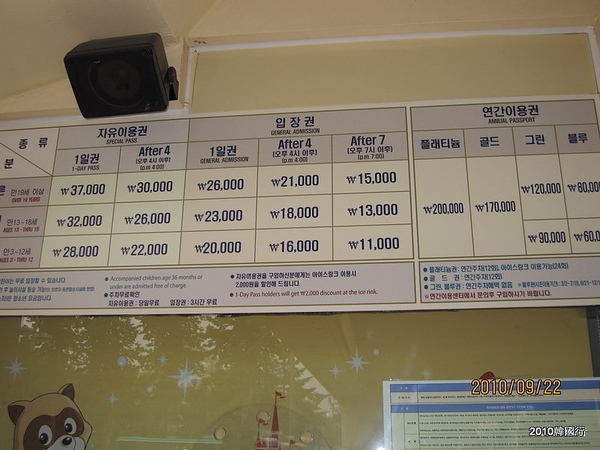 종 류
자유이용권
SPECIAL PASS
입 장 권
GENERAL ADMISSION
연간이용권
ANNUAL PASSPORT
분
1일권
1-DAY PASS
After 4
(오후 4시 이후)
(p.m 4:00)
1일권
GENERAL ADMISSION
After 4
(오후 4시 이후)
(p.m 4:00)
After 7
(오후 7시 이후)
(p.m 7:00)
플래티늄 골드 그린 블루
만19세 이상
OVER 19 YEARS
₩37,000 ₩30,000 ₩26,000 ₩21,000 ₩15,000
₩200,000 ₩170,000 ₩120,000 ₩80,000
만13~18세
AGES 13 - THRU 18
₩32,000 ₩26,000 ₩23,000 ₩18,000 ₩13,000
만3~12세
AGES 3 - THRU 12
₩28,000 ₩22,000 ₩20,000 ₩16,000 ₩11,000
₩90,000
● Accompanied children age 36 months or
under are admitted free of charge.
● 주차무료확인
자유이용권 : 당일무료 입장권 : 3시간 무료
● 자유이용권을 구입하신분에게는 아이스링크 이용시
2,000원을 할인해 드립니다.
● 1-Day Pass holders will get ₩2,000 discount at the ice rink.
● 플래티늄권 : 연간주차(12회), 아이스링크 이용가능(24회)
● 골 드 권 : 연간주차(12회)
● 그린, 블루권 : 연간주차혜택 없음
※연간이용센터에서 문의후 구입하시기 바랍니다.
2010/09/22
2010韓國行